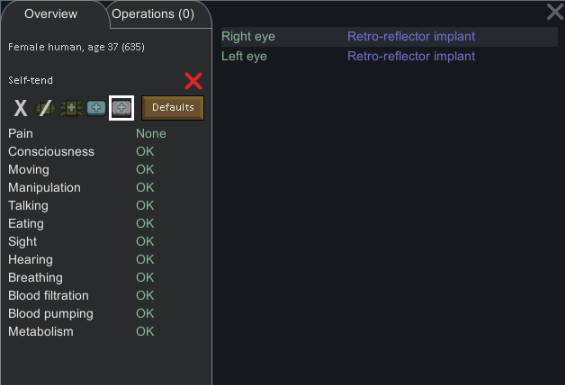 Overview Operations (0)
Female human, age 37 (635)
Self-tend
Defaults
Pain None
Consciousness OK
Moving OK
Manipulation OK
Talking OK
Eating OK
Sight OK
Hearing OK
Breathing OK
Blood filtration OK
Blood pumping OK
Metabolism OK
Right eye Retro-reflector implant
Left eye Retro-reflector implant